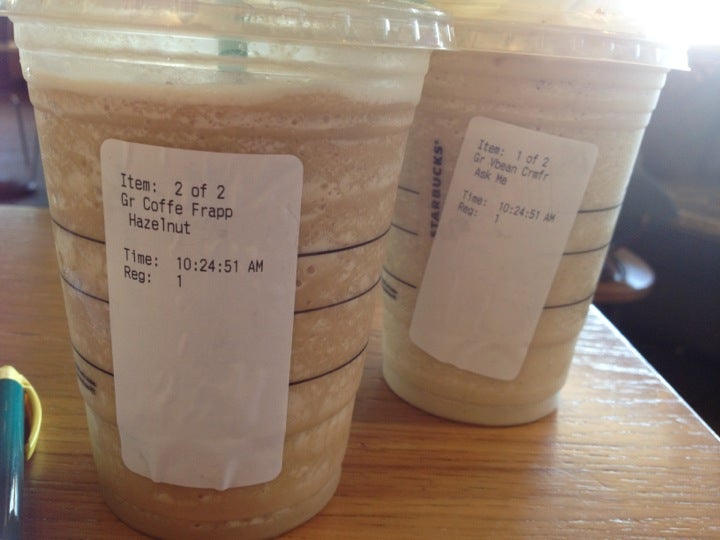 Item: 2 of 2
Gr Coffe Frapp
Hazelnut
Time: 10:24:51 AM
Reg: 1
STARBUCKS
Item: 1 of 2
Gr Vbean Crmfr
Ask Me
Time: 10:24:51 AM
Reg: 1